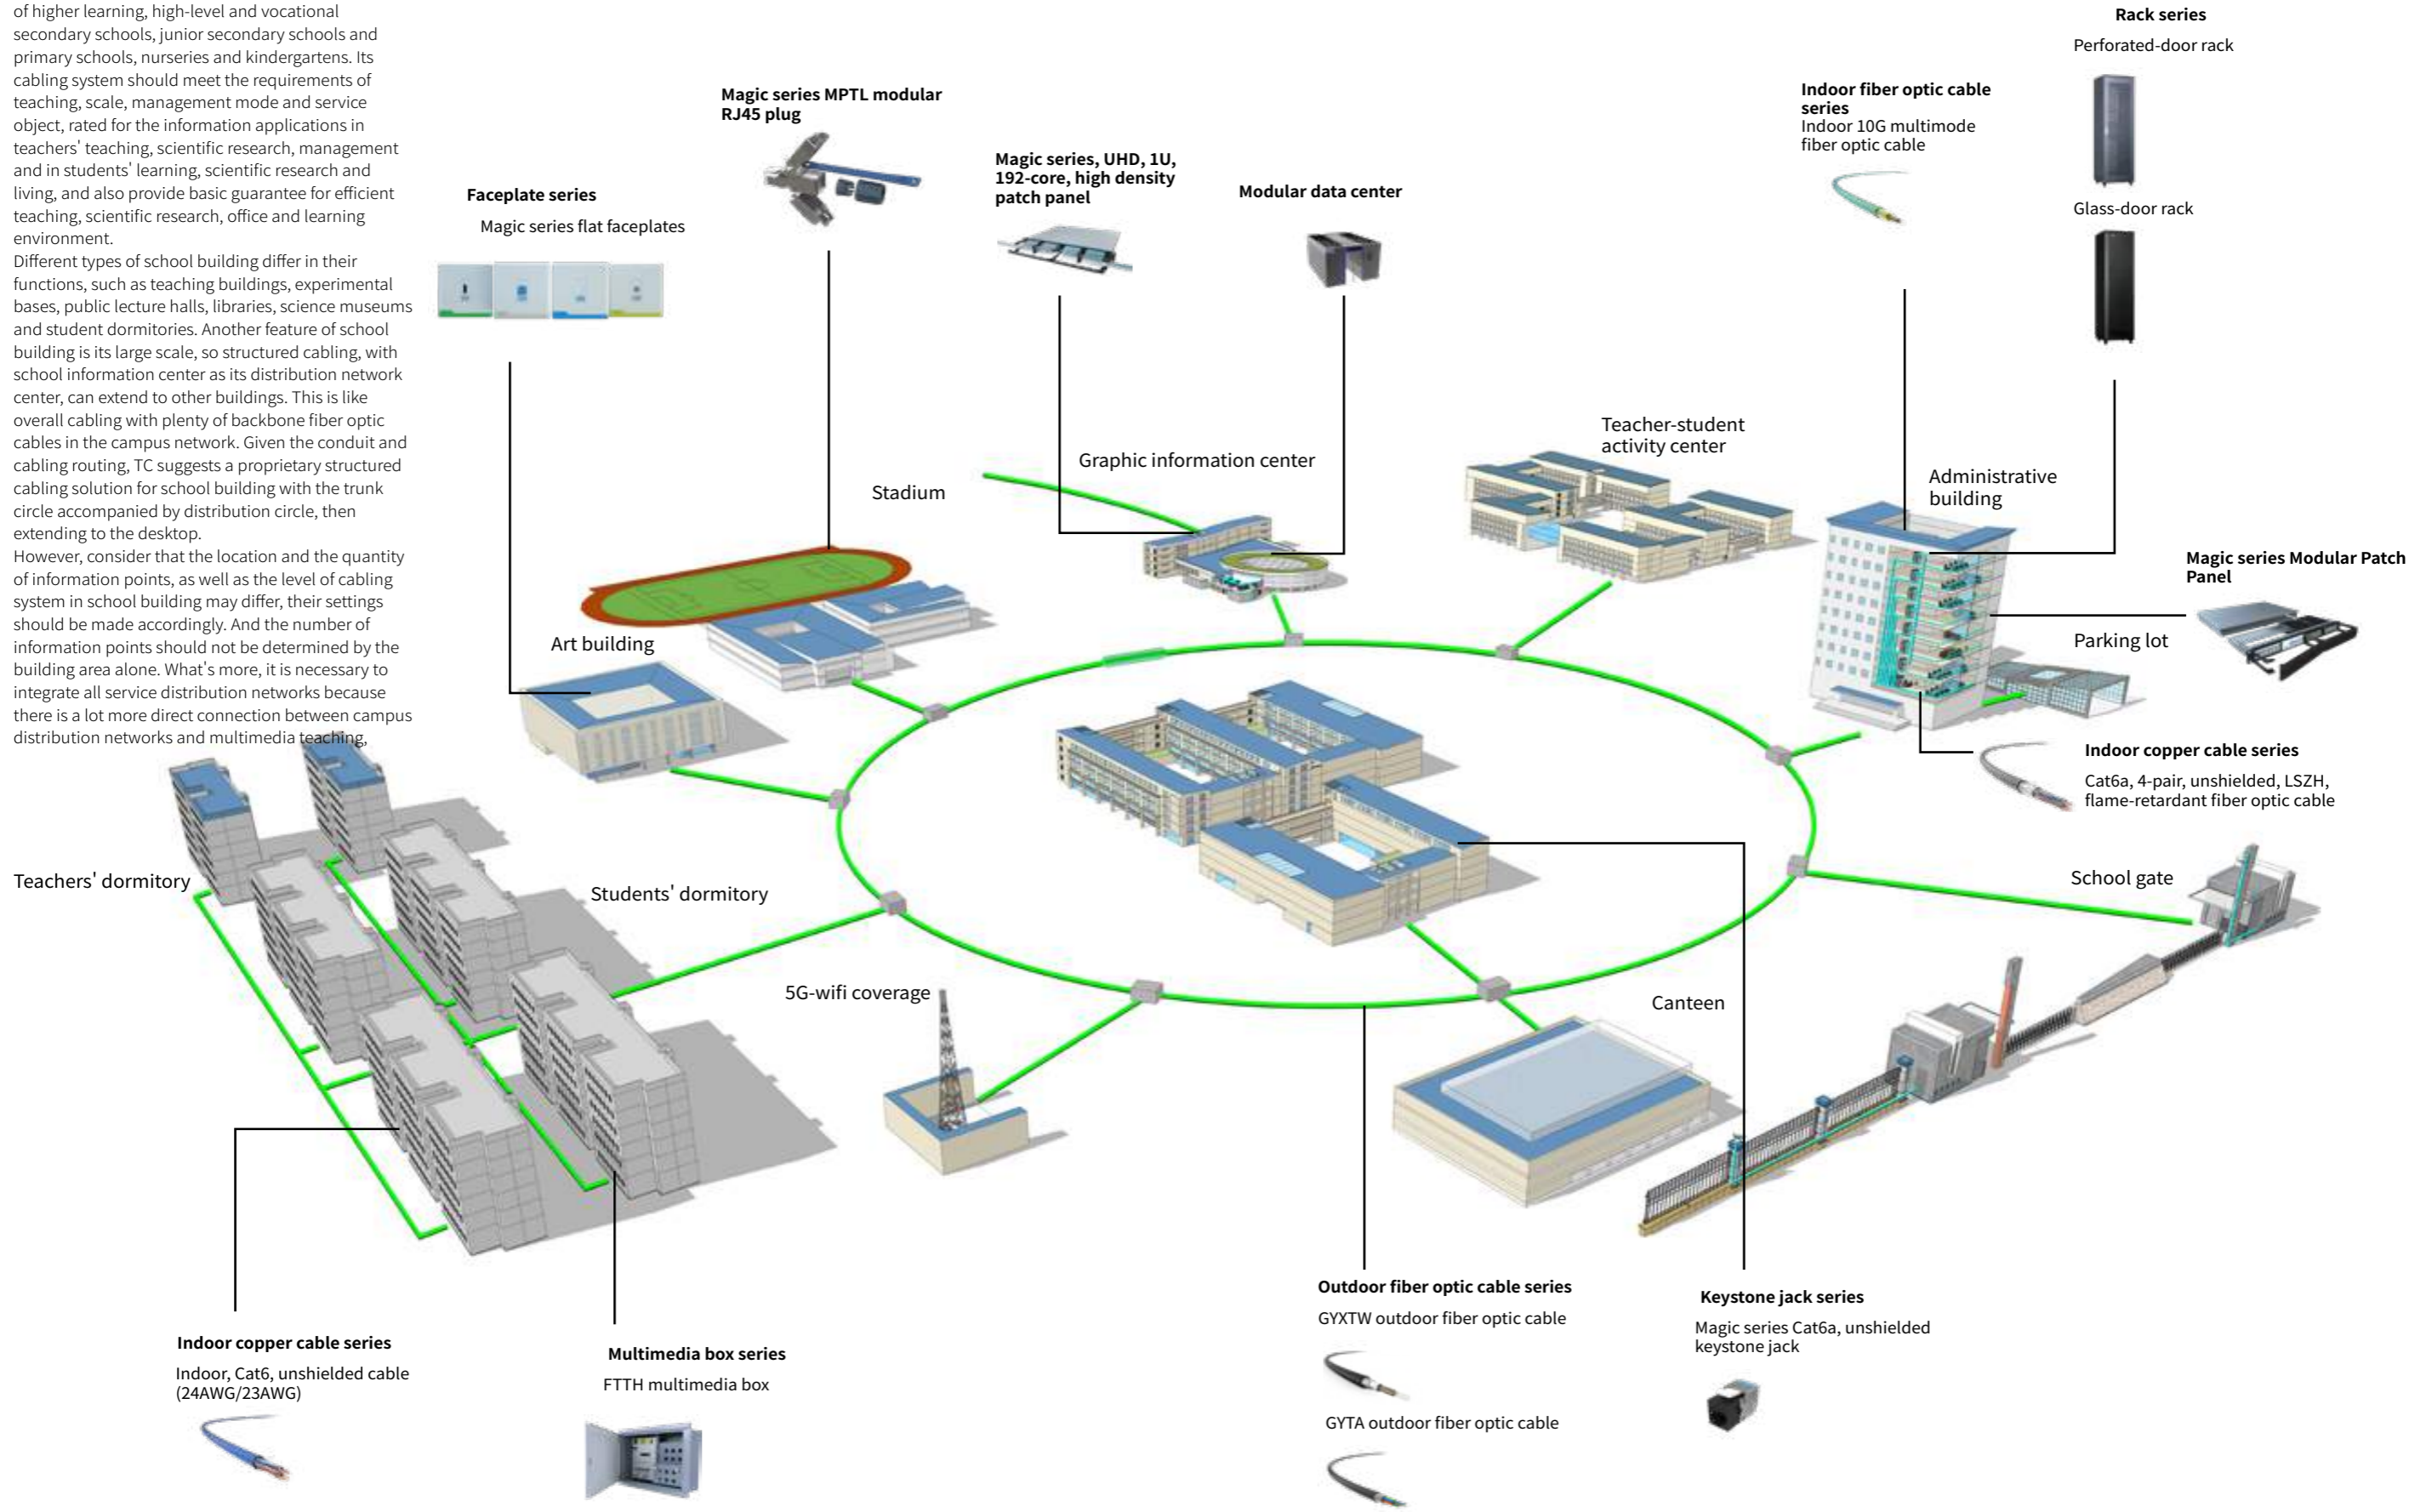 of higher learning, high-level and vocational
secondary schools, junior secondary schools and
primary schools, nurseries and kindergartens. Its
cabling system should meet the requirements of
teaching, scale, management mode and service
object, rated for the information applications in
teachers' teaching, scientific research, management
and in students' learning, scientific research and
living, and also provide basic guarantee for efficient
teaching, scientific research, office and learning
environment.
Different types of school building differ in their
functions, such as teaching buildings, experimental
bases, public lecture halls, libraries, science museums
and student dormitories. Another feature of school
building is its large scale, so structured cabling, with
school information center as its distribution network
center, can extend to other buildings. This is like
overall cabling with plenty of backbone fiber optic
cables in the campus network. Given the conduit and
cabling routing, TC suggests a proprietary structured
cabling solution for school building with the trunk
circle accompanied by distribution circle, then
extending to the desktop.
However, consider that the location and the quantity
of information points, as well as the level of cabling
system in school building may differ, their settings
should be made accordingly. And the number of
information points should not be determined by the
building area alone. What's more, it is necessary to
integrate all service distribution networks because
there is a lot more direct connection between campus
distribution networks and multimedia teaching,
Faceplate series
Magic series flat faceplates
Magic series MPTL modular
RJ45 plug
Magic series, UHD, 1U,
192-core, high density
patch panel
Modular data center
Indoor fiber optic cable
series
Indoor 10G multimode
fiber optic cable
Rack series
Perforated-door rack
Glass-door rack
Stadium
Graphic information center
Teacher-student
activity center
Administrative
building
Magic series Modular Patch
Panel
Parking lot
Art building
Indoor copper cable series
Cat6a, 4-pair, unshielded, LSZH,
flame-retardant fiber optic cable
Teachers' dormitory
Students' dormitory
School gate
5G-wifi coverage
Canteen
Indoor copper cable series
Indoor, Cat6, unshielded cable
(24AWG/23AWG)
Multimedia box series
FTTH multimedia box
Outdoor fiber optic cable series
GYXTW outdoor fiber optic cable
GYTA outdoor fiber optic cable
Keystone jack series
Magic series Cat6a, unshielded
keystone jack